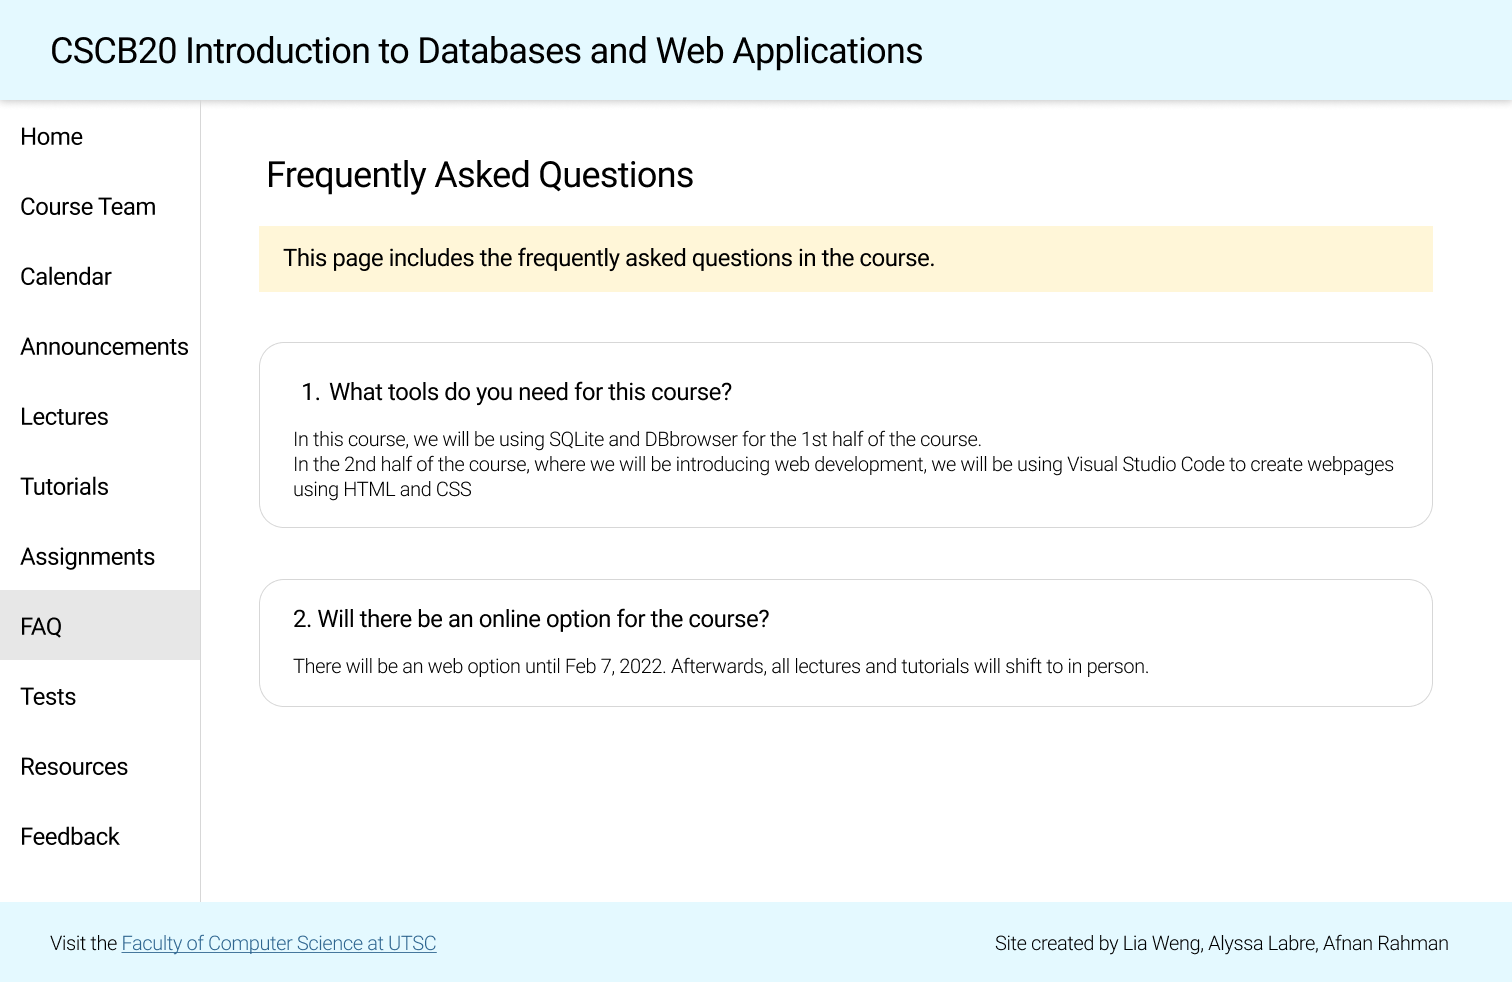 CSCB20 Introduction to Databases and Web Applications
Home
Course Team
Calendar
Announcements
Lectures
Tutorials
Assignments
FAQ
Tests
Resources
Feedback
Frequently Asked Questions
This page includes the frequently asked questions in the course.
1. What tools do you need for this course?
In this course, we will be using SQLite and DBbrowser for the 1st half of the course.
In the 2nd half of the course, where we will be introducing web development, we will be using Visual Studio Code to create webpages
using HTML and CSS
2. Will there be an online option for the course?
There will be an web option until Feb 7, 2022. Afterwards, all lectures and tutorials will shift to in person.
Visit the Faculty of Computer Science at UTSC
Site created by Lia Weng, Alyssa Labre, Afnan Rahman